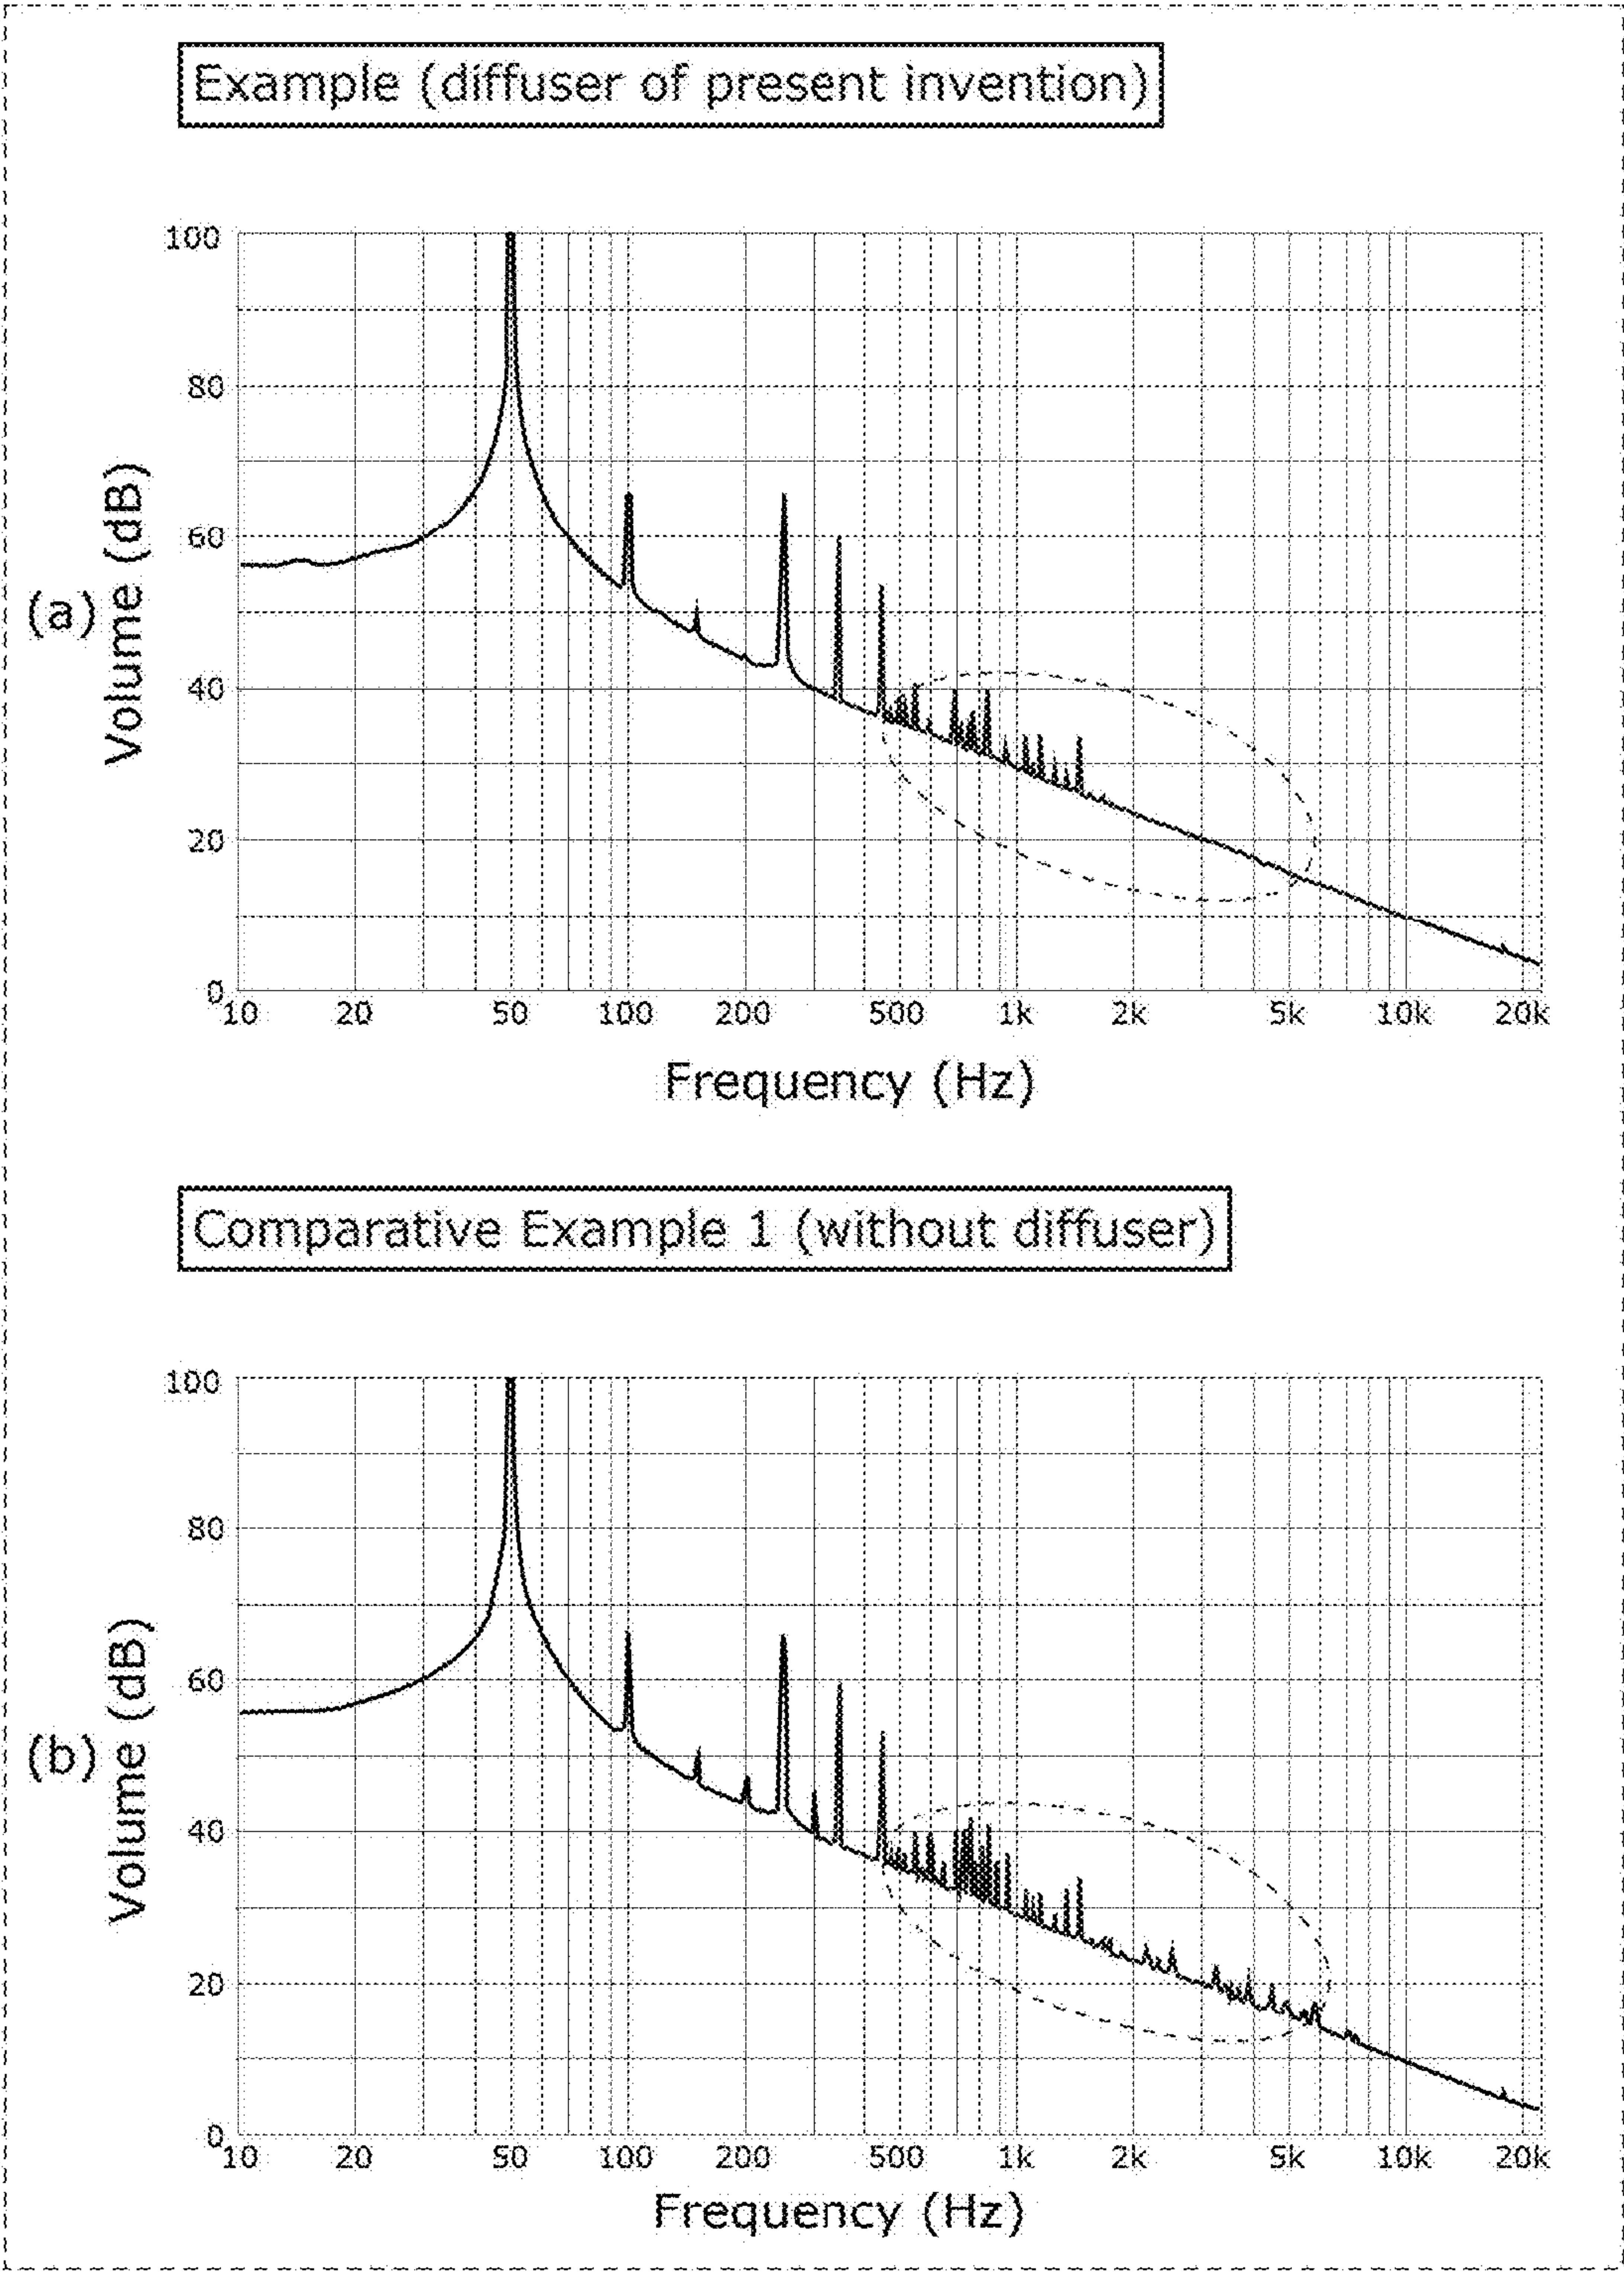 Example (diffuser of present invention)
100
80
60
40
20
0
(a)
Volume (dB)
10 20 50 100 200 500 1k 2k 5k 10k 20k
Frequency (Hz)
Comparative Example 1 (without diffuser)
100
80
60
40
20
0
(b)
Volume (dB)
10 20 50 100 200 500 1k 2k 5k 10k 20k
Frequency (Hz)